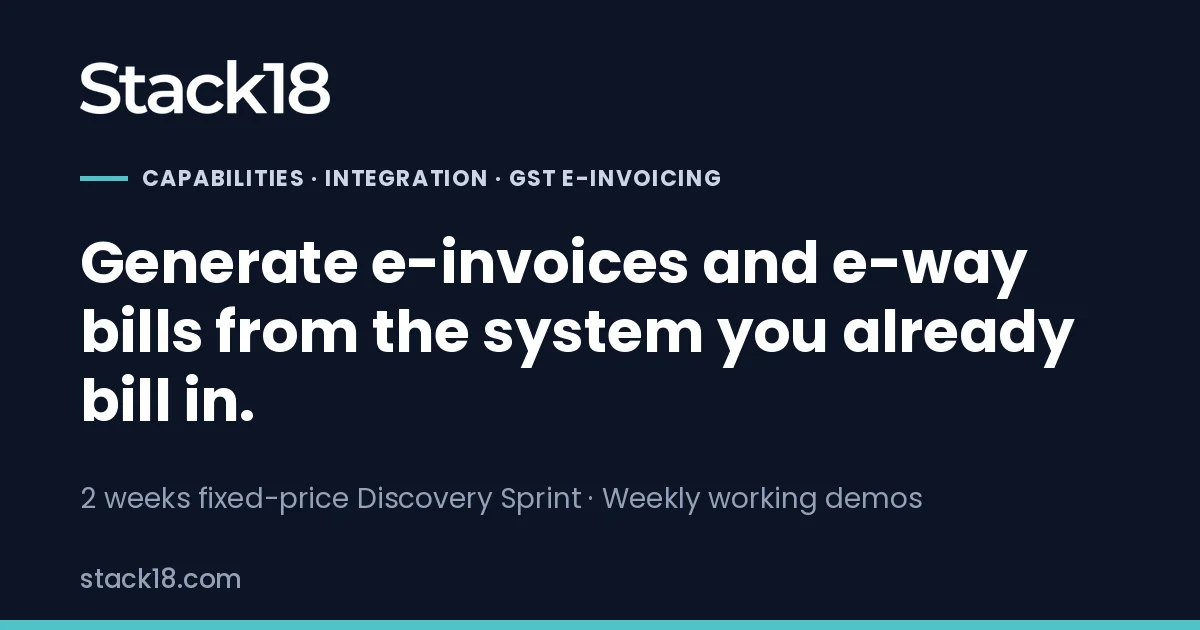 Stack18
CAPABILITIES · INTEGRATION · GST E-INVOICING
Generate e-invoices and e-way
bills from the system you already
bill in.
2 weeks fixed-price Discovery Sprint · Weekly working demos
stack18.com